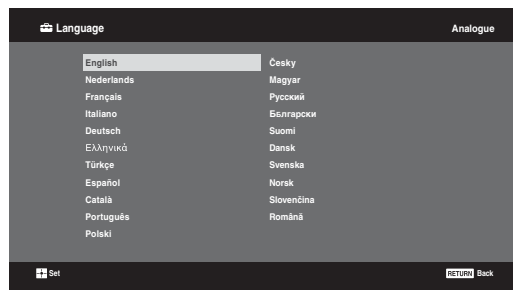 Language
Analogue
English
Nederlands
Français
Italiano
Deutsch
Ελληνικά
Türkçe
Español
Català
Português
Polski
Česky
Magyar
Русский
Български
Suomi
Dansk
Svenska
Norsk
Slovenčina
Română
Set
RETURN Back